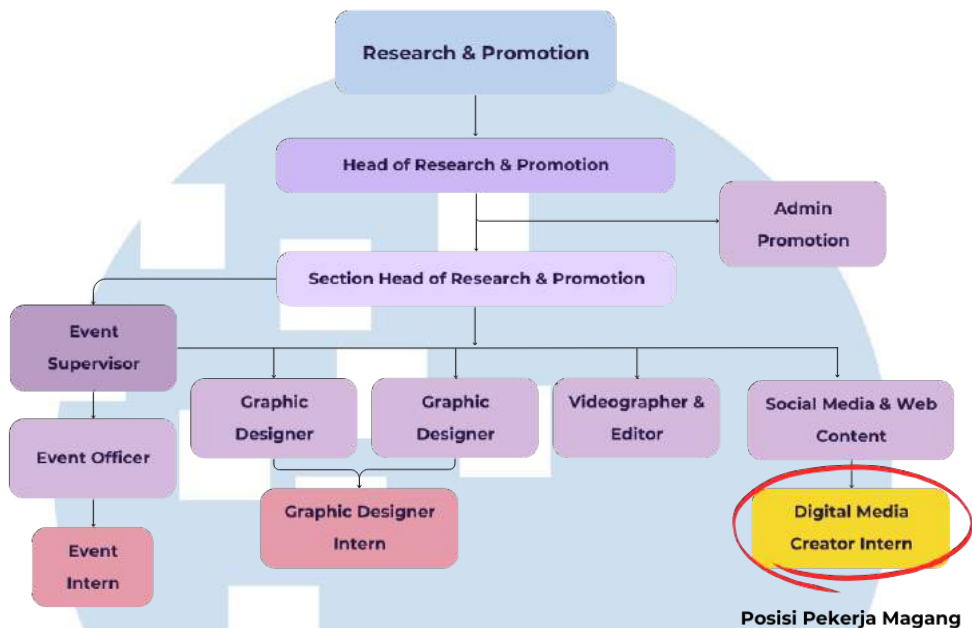 Research & Promotion
Head of Research & Promotion
Admin
Promotion
Section Head of Research & Promotion
Event
Supervisor
Graphic
Designer
Graphic
Designer
Videographer &
Editor
Social Media & Web
Content
Event Officer
Graphic Designer
Intern
Digital Media
Creator Intern
Event
Intern
Posisi Pekerja Magang